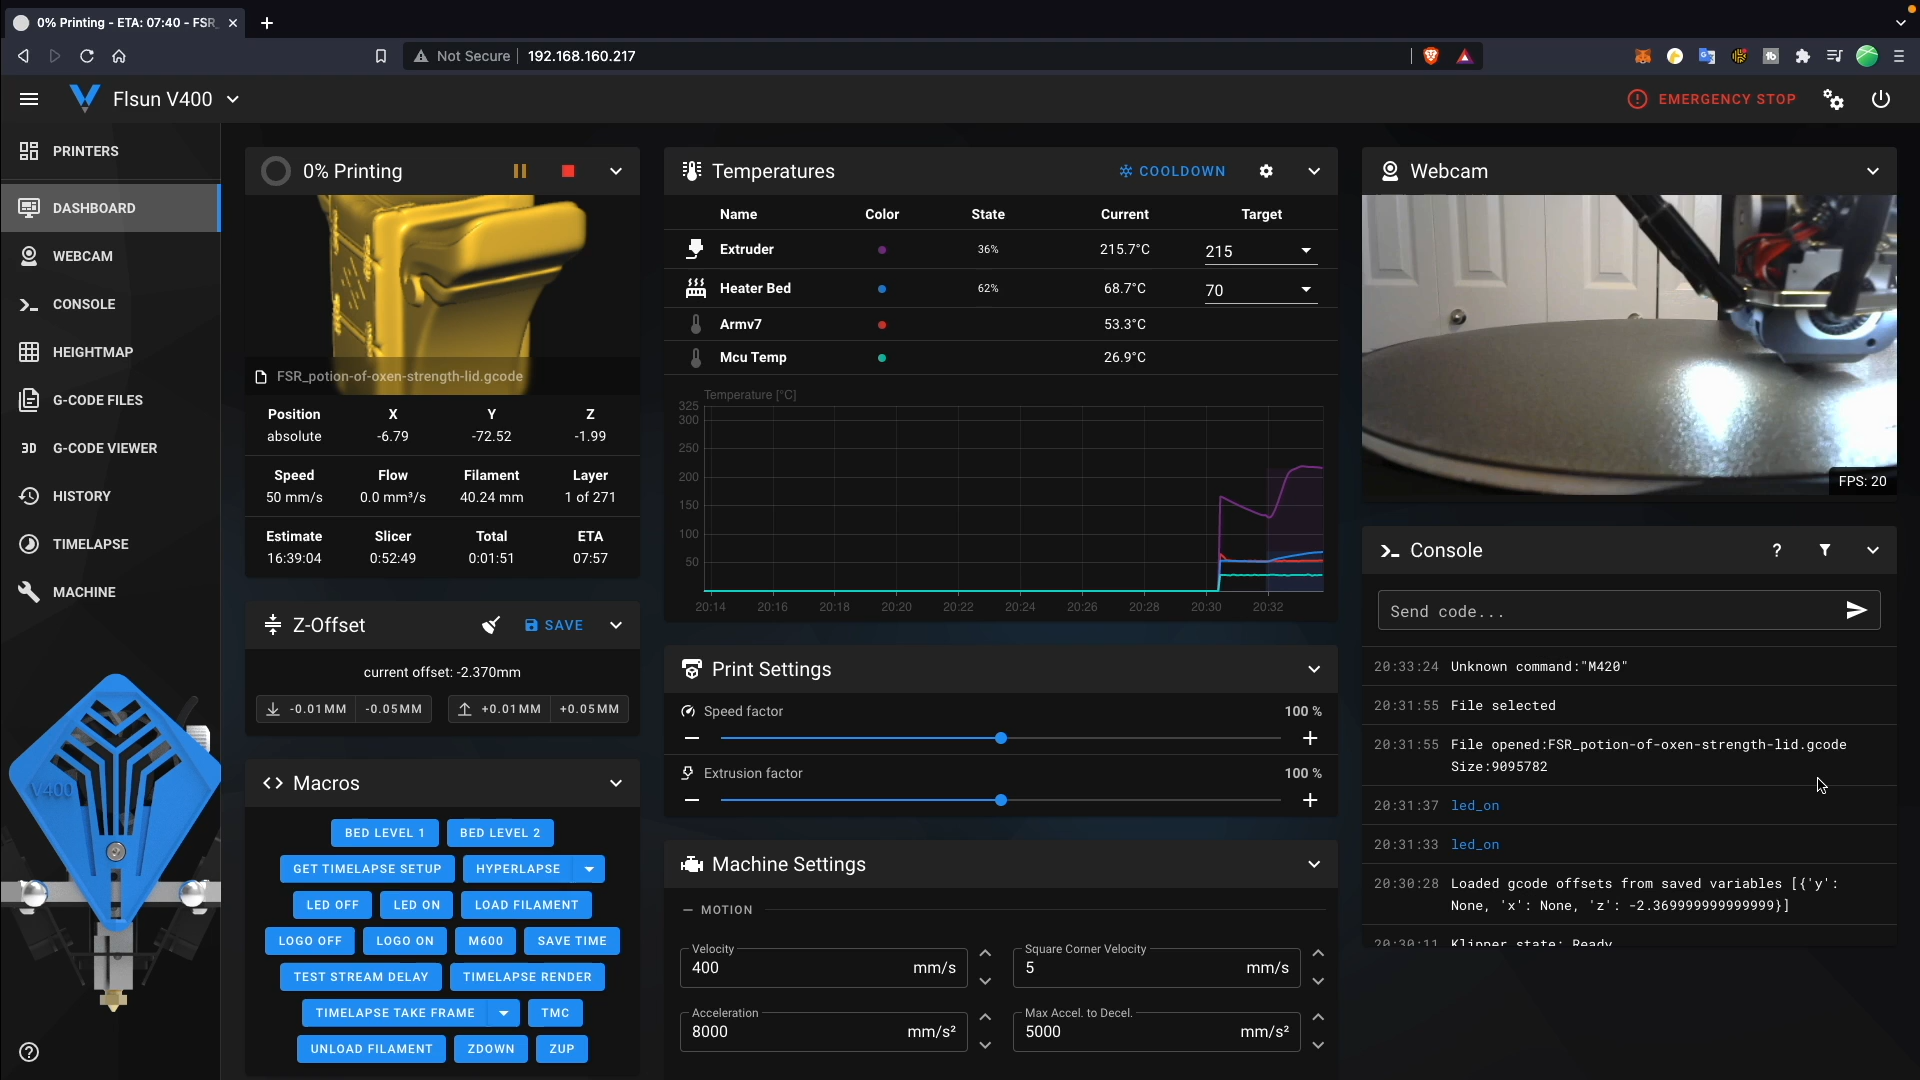 0% Printing - ETA: 07:40 - FSR_
Not Secure
192.168.160.217
Flsun V400
EMERGENCY STOP
PRINTERS
DASHBOARD
WEBCAM
CONSOLE
HEIGHTMAP
G-CODE FILES
3D G-CODE VIEWER
HISTORY
TIMELAPSE
MACHINE
V400
0% Printing
FSR_potion-of-oxen-strength-lid.gcode
Position X Y Z
absolute -6.79 -72.52 -1.99
Speed Flow Filament Layer
50 mm/s 0.0 mm³/s 40.24 mm 1 of 271
Estimate Slicer Total ETA
16:39:04 0:52:49 0:01:51 07:57
Z-Offset SAVE
current offset: -2.370mm
-0.01MM -0.05MM +0.01MM +0.05MM
Macros
BED LEVEL 1 BED LEVEL 2
GET TIMELAPSE SETUP HYPERLAPSE
LED OFF LED ON LOAD FILAMENT
LOGO OFF LOGO ON M600 SAVE TIME
TEST STREAM DELAY TIMELAPSE RENDER
TIMELAPSE TAKE FRAME TMC
UNLOAD FILAMENT ZDOWN ZUP
Temperatures COOLDOWN
Name Color State Current Target
Extruder 36% 215.7°C 215
Heater Bed 62% 68.7°C 70
Armv7 53.3°C
Mcu Temp 26.9°C
Temperature [°C]
325
300
250
200
150
100
50
20:14 20:16 20:18 20:20 20:22 20:24 20:26 20:28 20:30 20:32
Print Settings
Speed factor 100 %
Extrusion factor 100 %
Machine Settings
MOTION
Velocity Square Corner Velocity
400 mm/s 5 mm/s
Acceleration Max Accel. to Decel.
8000 mm/s² 5000 mm/s²
Webcam
FPS: 20
Console
Send code...
20:33:24 Unknown command:"M420"
20:31:55 File selected
20:31:55 File opened:FSR_potion-of-oxen-strength-lid.gcode
Size:9095782
20:31:37 led_on
20:31:33 led_on
20:30:28 Loaded gcode offsets from saved variables [{'y':
None, 'x': None, 'z': -2.369999999999999}]
20:30:11 Klipper state: Ready